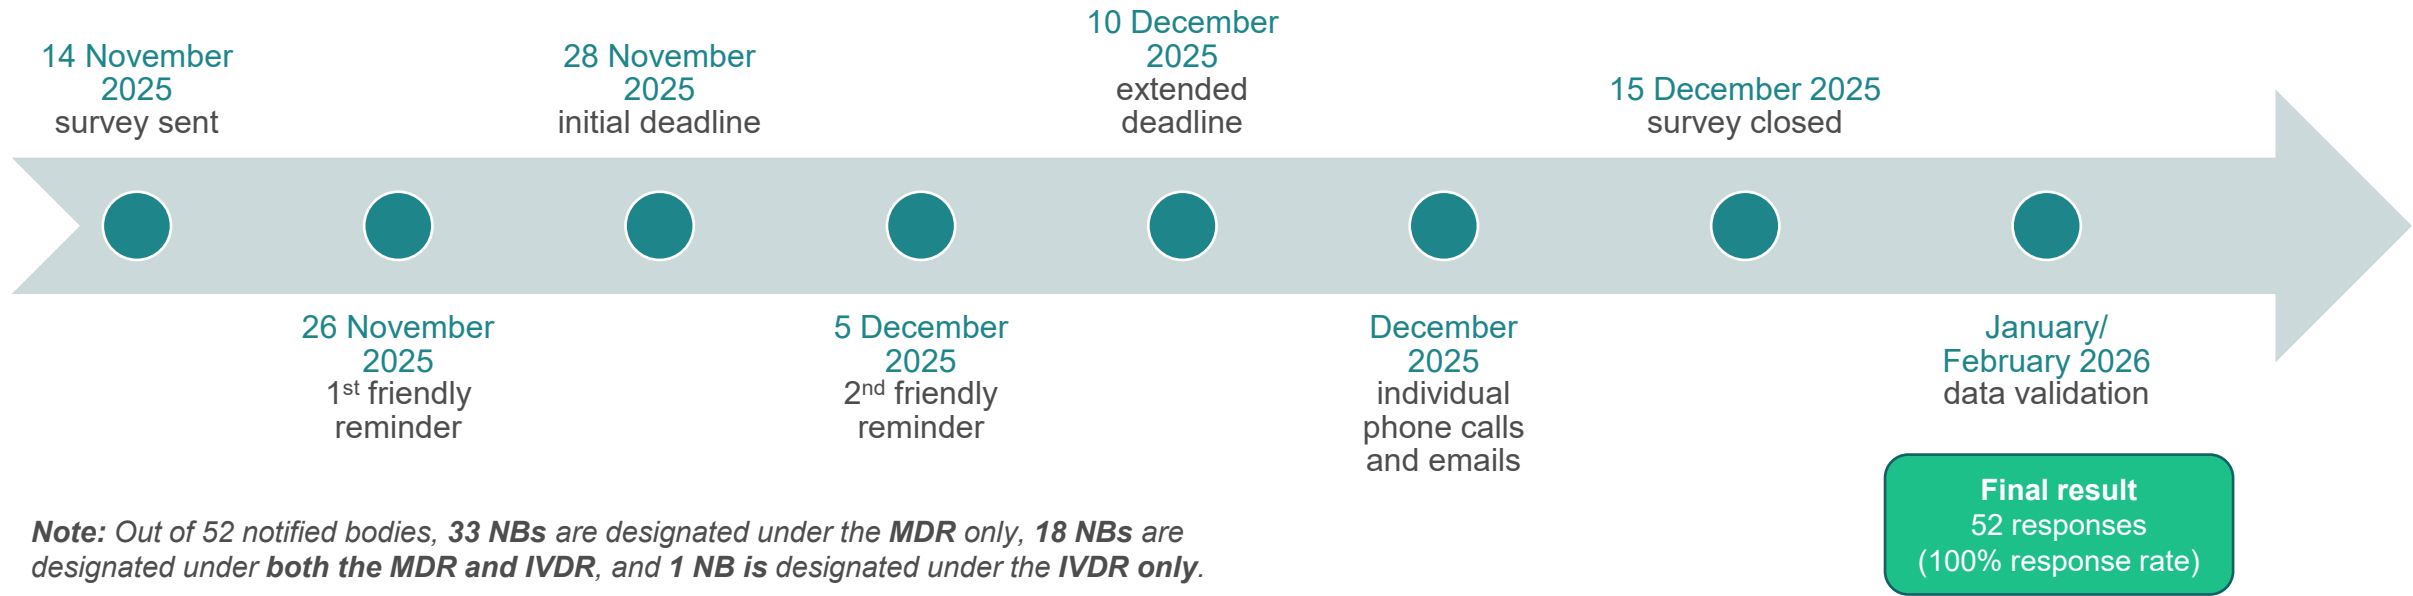 14 November
2025
survey sent
26 November
2025
1st friendly
reminder
28 November
2025
initial deadline
5 December
2025
2nd friendly
reminder
10 December
2025
extended
deadline
December
2025
individual
phone calls
and emails
15 December 2025
survey closed
January/
February 2026
data validation
Final result
52 responses
(100% response rate)
Note: Out of 52 notified bodies, 33 NBs are designated under the MDR only, 18 NBs are
designated under both the MDR and IVDR, and 1 NB is designated under the IVDR only.